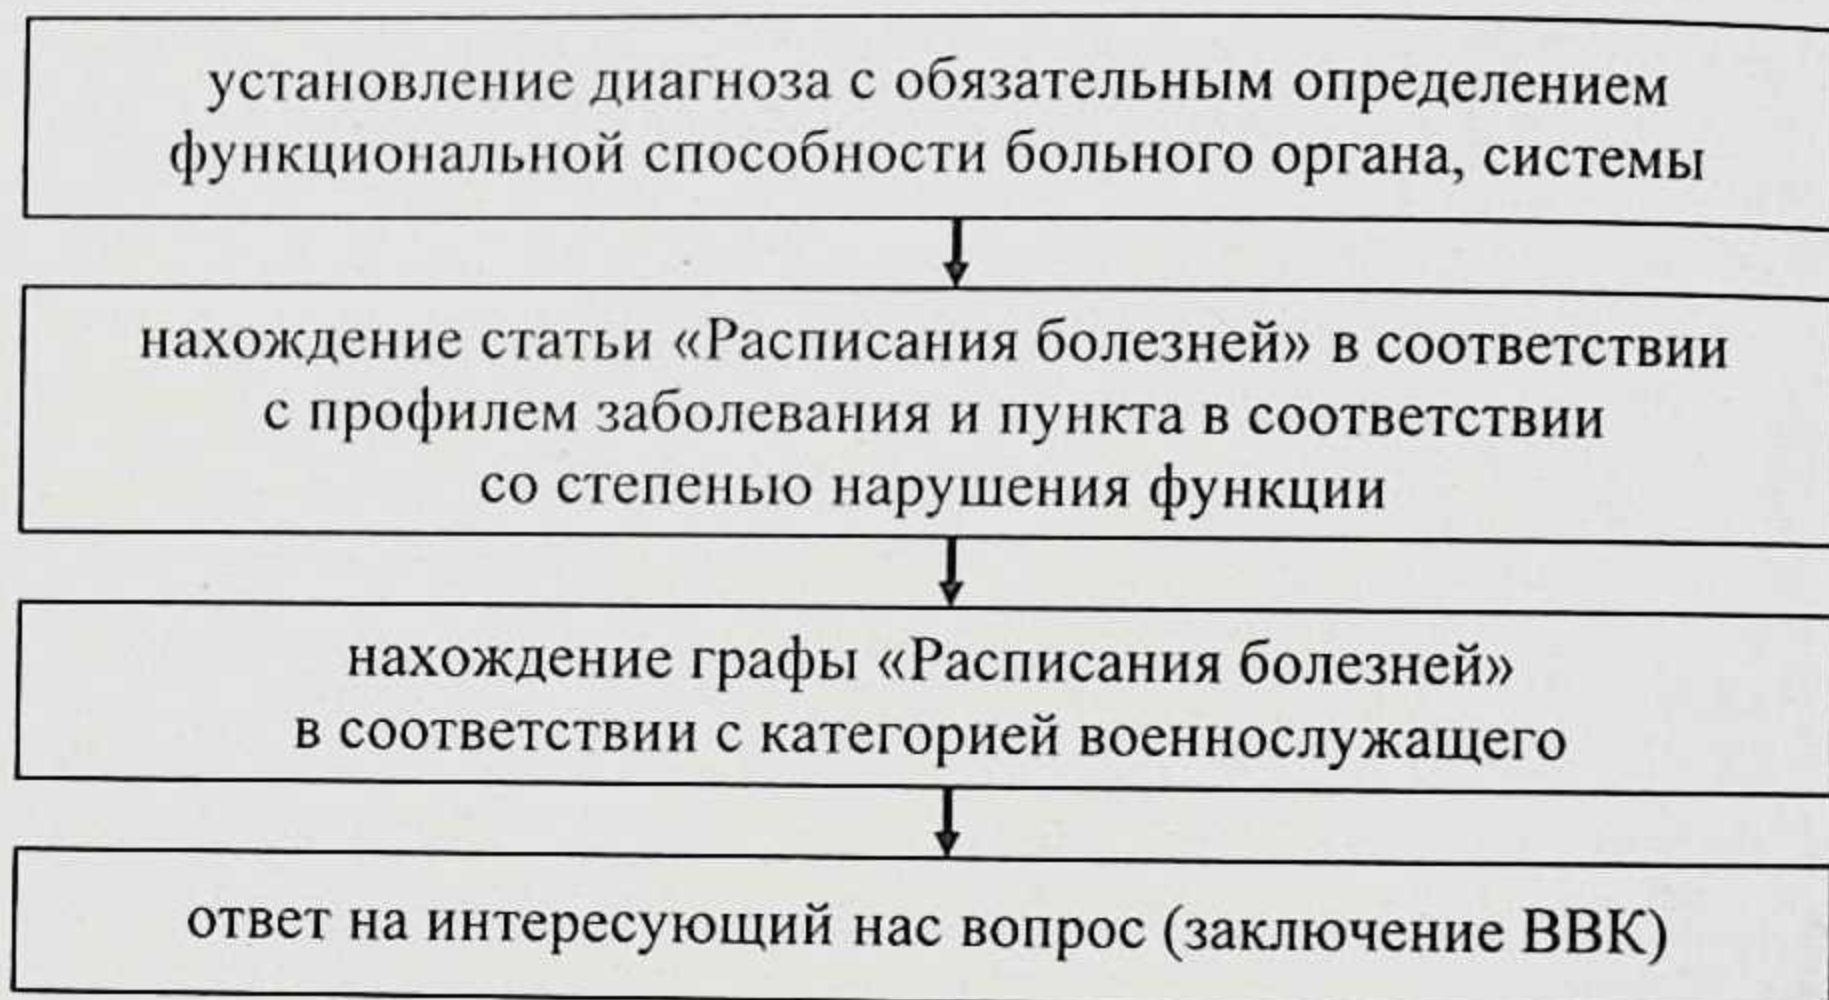 установление диагноза с обязательным определением
функциональной способности больного органа, системы
нахождение статьи «Расписания болезней» в соответствии
с профилем заболевания и пункта в соответствии
со степенью нарушения функции
нахождение графы «Расписания болезней»
в соответствии с категорией военнослужащего
ответ на интересующий нас вопрос (заключение ВВК)